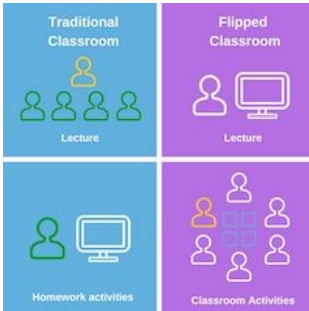 Traditional
Classroom
Lecture
Flipped
Classroom
Lecture
Homework activities
Classroom Activities